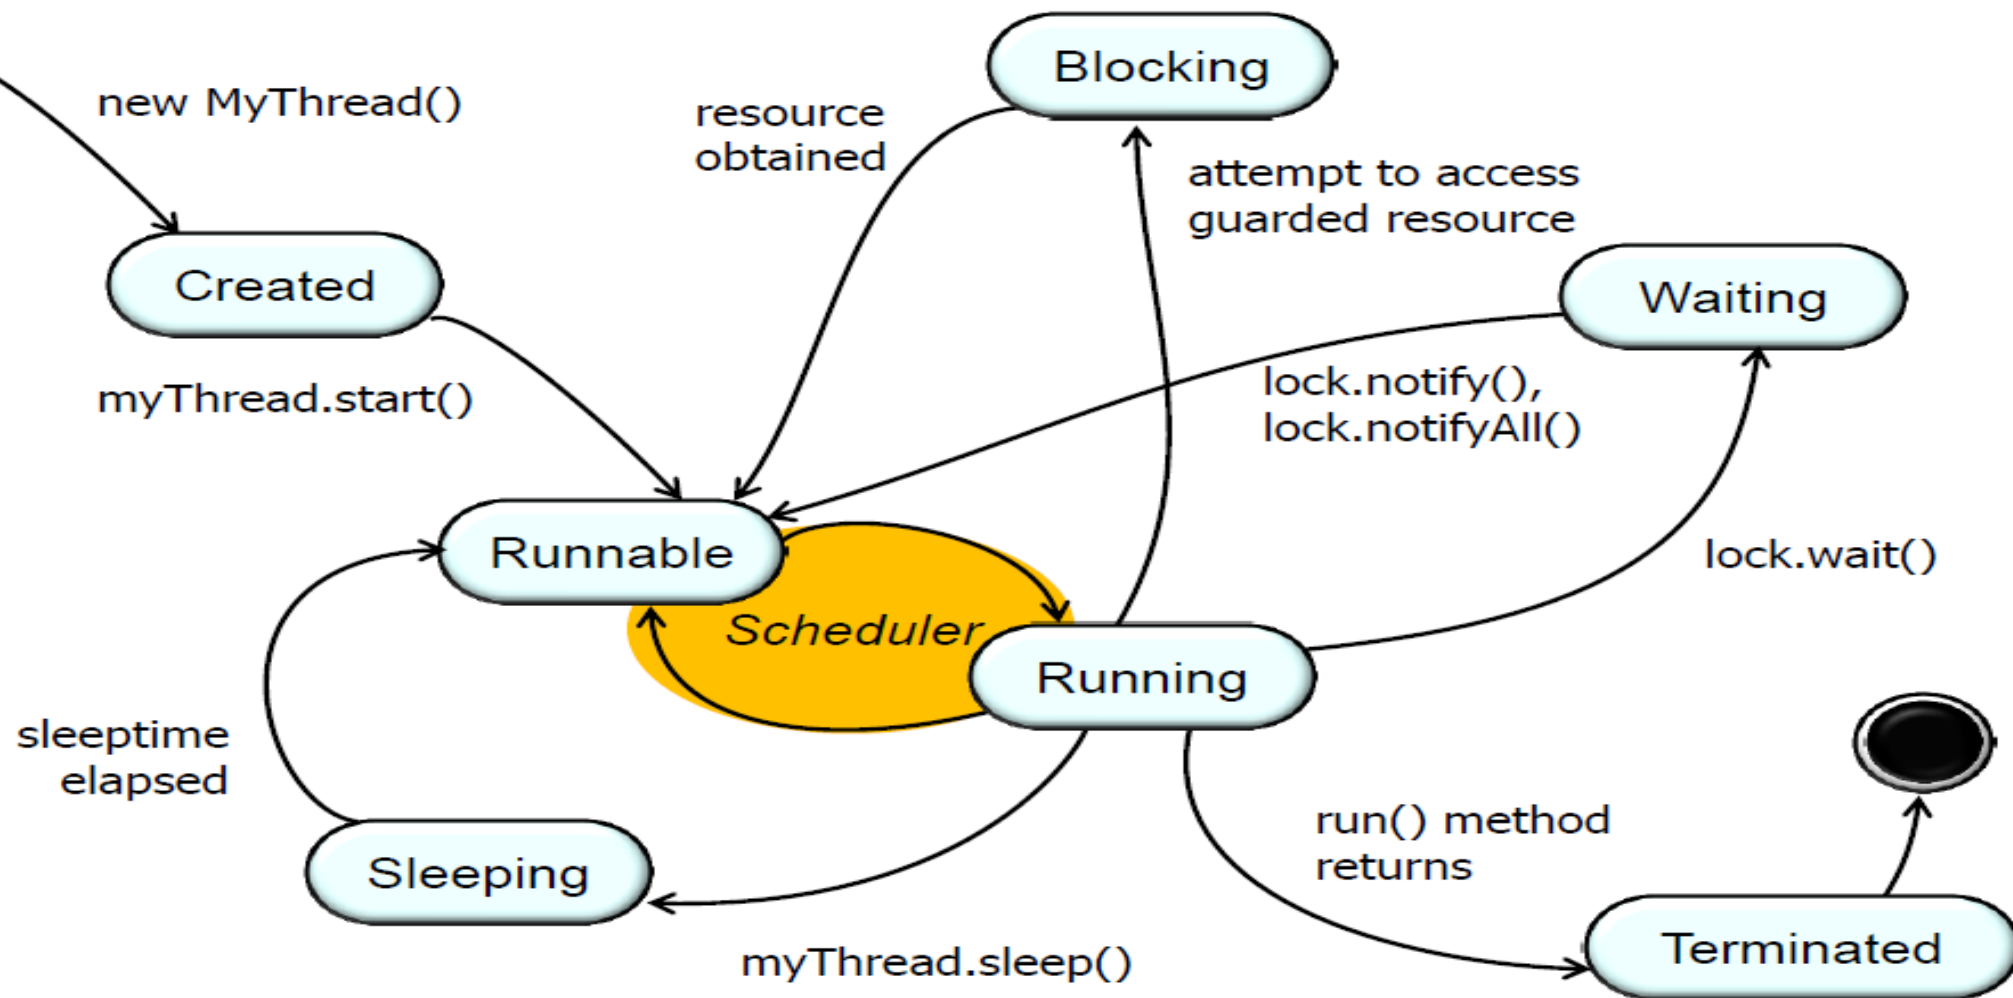 Blocking
new MyThread()
resource
obtained
attempt to access
guarded resource
Created
Waiting
myThread.start()
lock.notify(),
lock.notifyAll()
Runnable
lock.wait()
Scheduler
Running
sleeptime
elapsed
run() method
returns
Sleeping
Terminated
myThread.sleep()